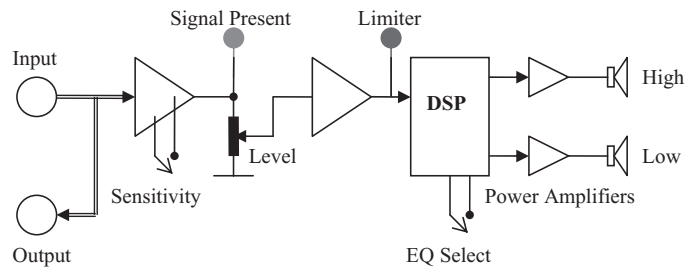 Signal Present
Limiter
Input
DSP
High
Level
Low
Sensitivity
Power Amplifiers
Output
EQ Select